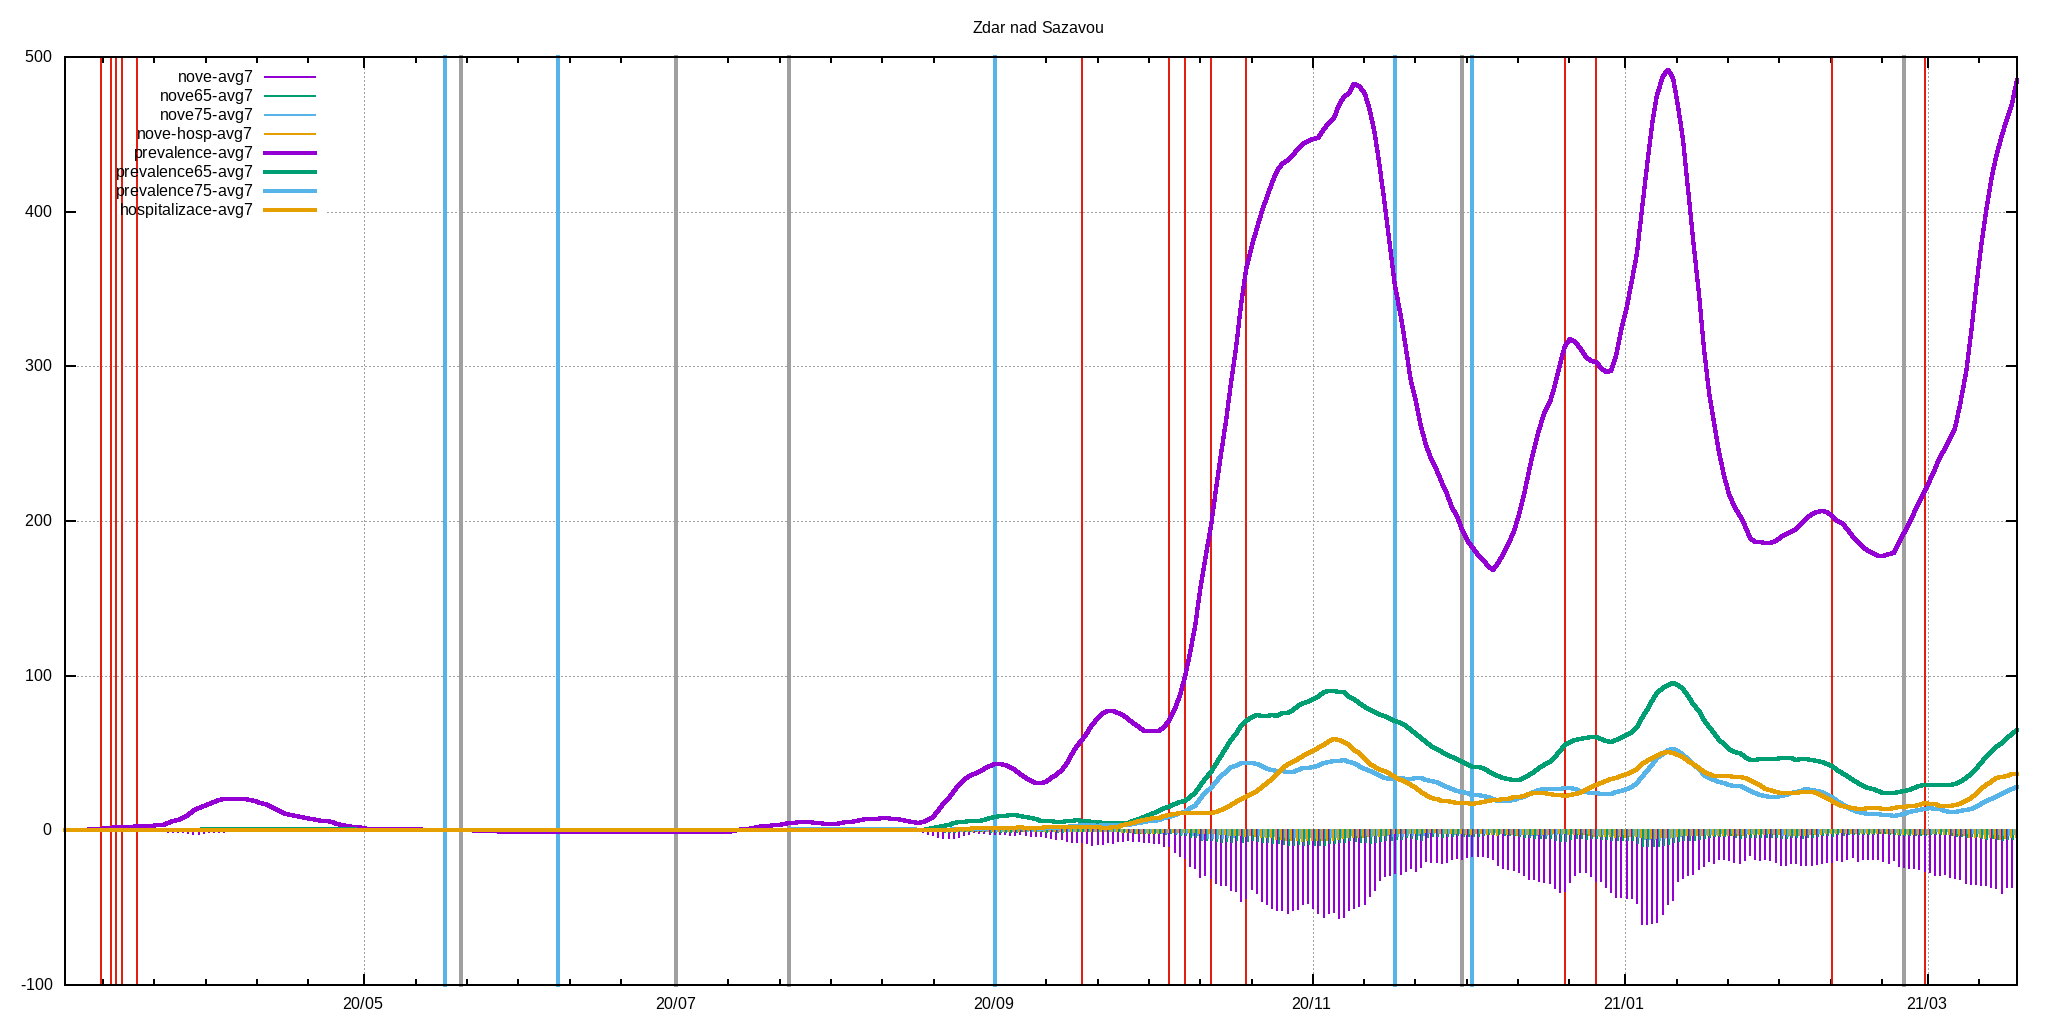 Zdar nad Sazavou
500
400
300
200
100
0
-100
nove-avg7
nove65-avg7
nove75-avg7
nove-hosp-avg7
prevalence-avg7
prevalence65-avg7
prevalence75-avg7
hospitalizace-avg7
20/05
20/07
20/09
20/11
21/01
21/03